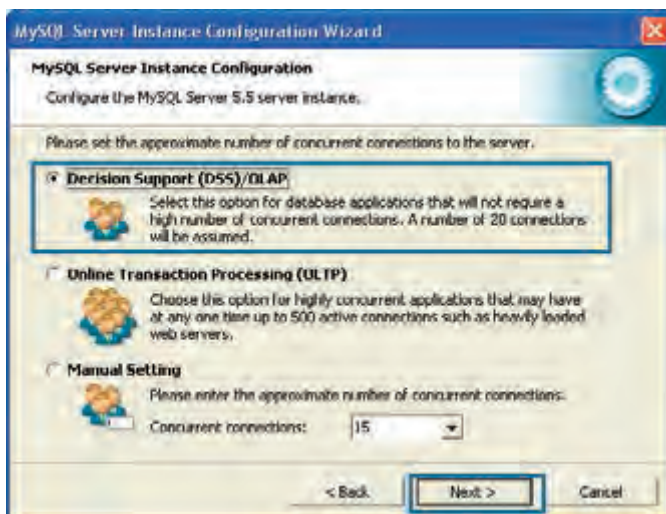 MySQL Server Instance Configuration Wizard
MySQL Server Instance Configuration
Configure the MySQL Server 5.5 server instance.
Please set the approximate number of concurrent connections to the server.
Decision Support (DSS)/OLAP
Select this option for database applications that will not require a
high number of concurrent connections. A number of 20 connections
will be assumed.
Online Transaction Processing (OLTP)
Choose this option for highly concurrent applications that may have
at any one time up to 500 active connections such as heavily loaded
web servers.
Manual Setting
Please enter the approximate number of concurrent connections.
Concurrent connections: 15
< Back Next > Cancel